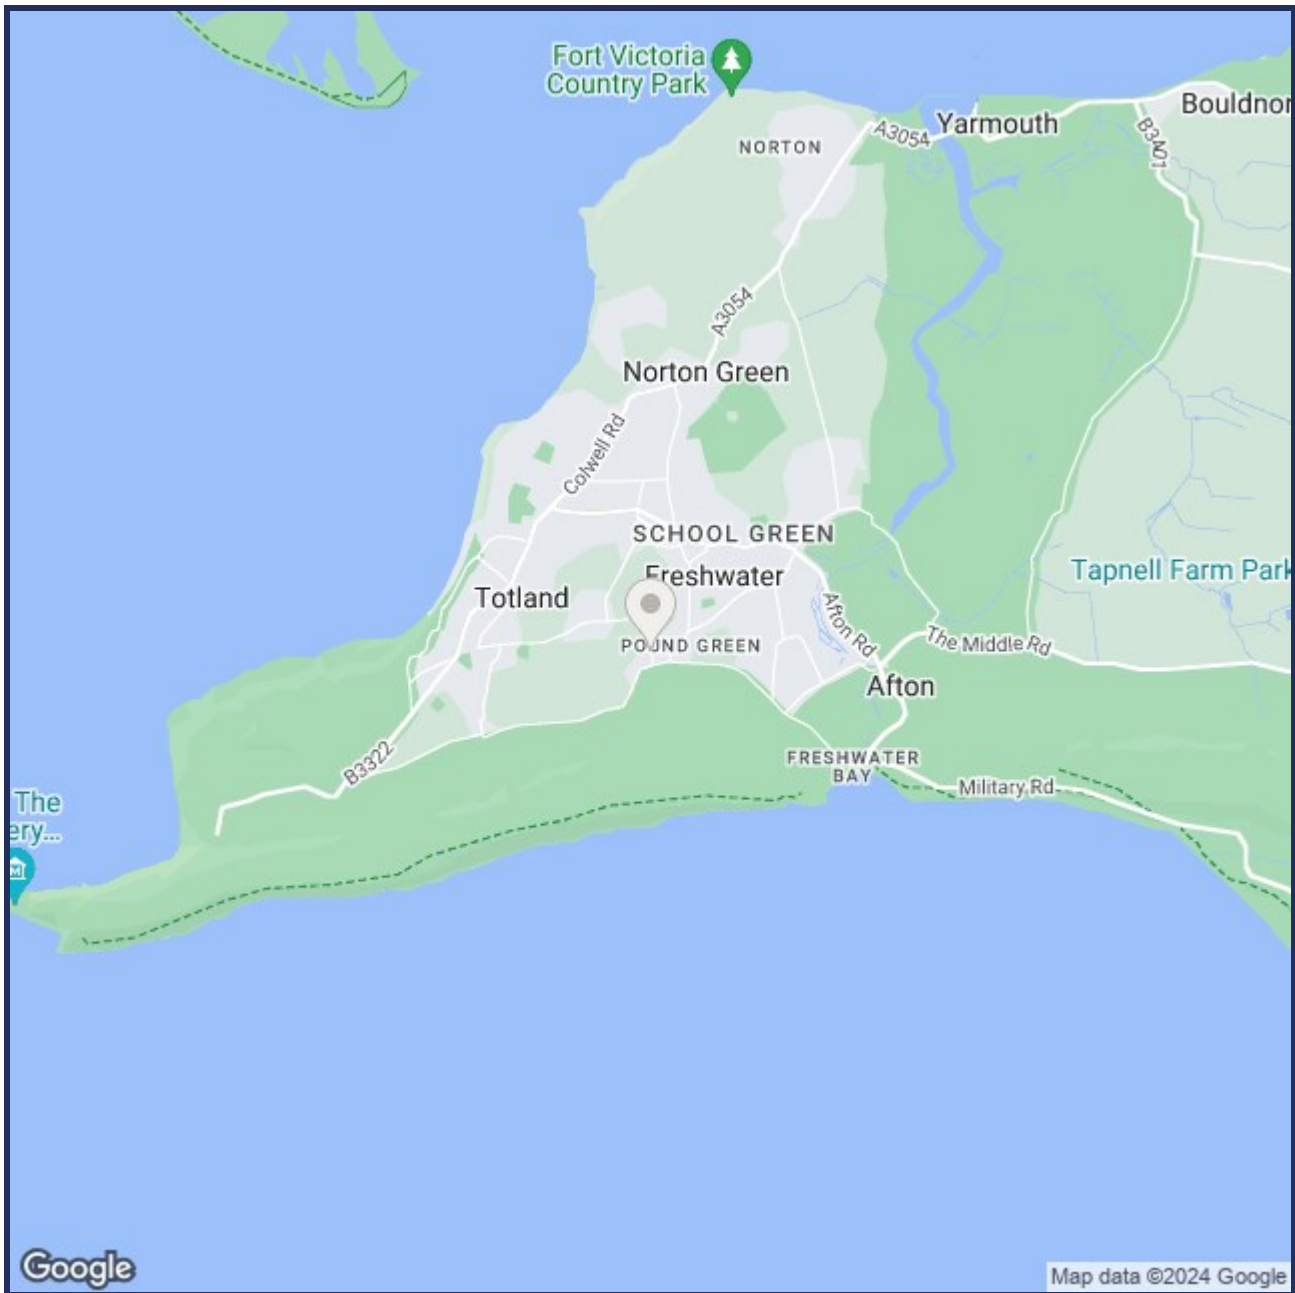 Fort Victoria
Country Park
Bouldnor
A3054
Yarmouth
B3401
NORTON
A3054
Norton Green
Colwell Rd
SCHOOL GREEN
Freshwater
Tapnell Farm Park
Totland
Afton Rd
POUND GREEN
The Middle Rd
Afton
B3322
FRESHWATER
BAY
Military Rd
The
ery...
M
Google
Map data ©2024 Google